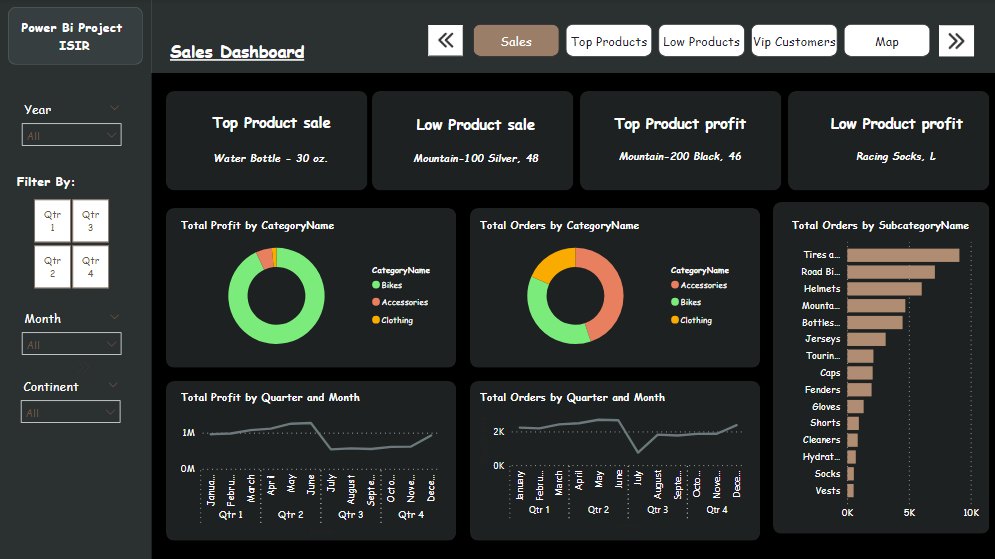 Power Bi Project
ISIR
Sales Dashboard
Sales
Top Products
Low Products
Vip Customers
Map
Year
All
Filter By:
Qtr
1
Qtr
3
Qtr
2
Qtr
4
Month
All
Continent
All
Top Product sale
Water Bottle - 30 oz.
Low Product sale
Mountain-100 Silver, 48
Top Product profit
Mountain-200 Black, 46
Low Product profit
Racing Socks, L
Total Profit by CategoryName
CategoryName
Bikes
Accessories
Clothing
Total Orders by CategoryName
CategoryName
Accessories
Bikes
Clothing
Total Orders by SubcategoryName
Tires a...
Road Bi...
Helmets
Mounta...
Bottles...
Jerseys
Tourin...
Caps
Fenders
Gloves
Shorts
Cleaners
Hydrat...
Socks
Vests
0K 5K 10K
Total Profit by Quarter and Month
1M
0M
Janua... Febru... March April May June July August Septe... Octo... Nove... Dece...
Qtr 1 Qtr 2 Qtr 3 Qtr 4
Total Orders by Quarter and Month
2K
0K
January Febru... March April May June July August Septe... Octo... Nove... Dece...
Qtr 1 Qtr 2 Qtr 3 Qtr 4